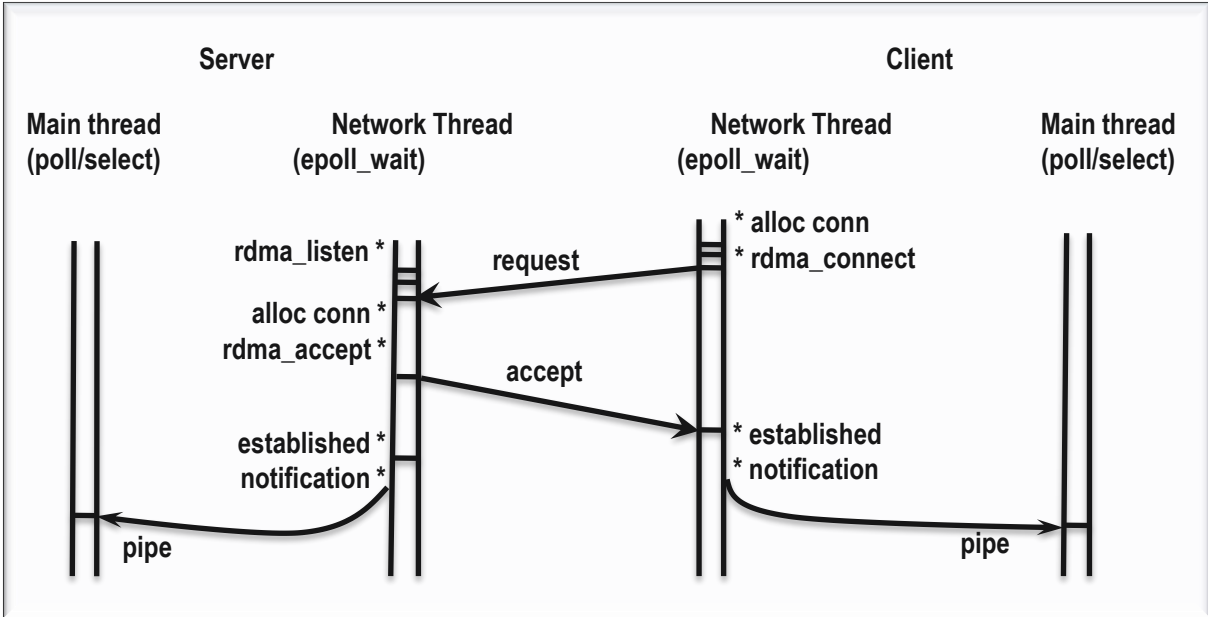 Server
Client
Main thread
(poll/select)
Network Thread
(epoll_wait)
Network Thread
(epoll_wait)
Main thread
(poll/select)
* alloc conn
rdma_listen *
* rdma_connect
request
alloc conn *
rdma_accept *
accept
established *
* established
notification *
* notification
pipe
pipe